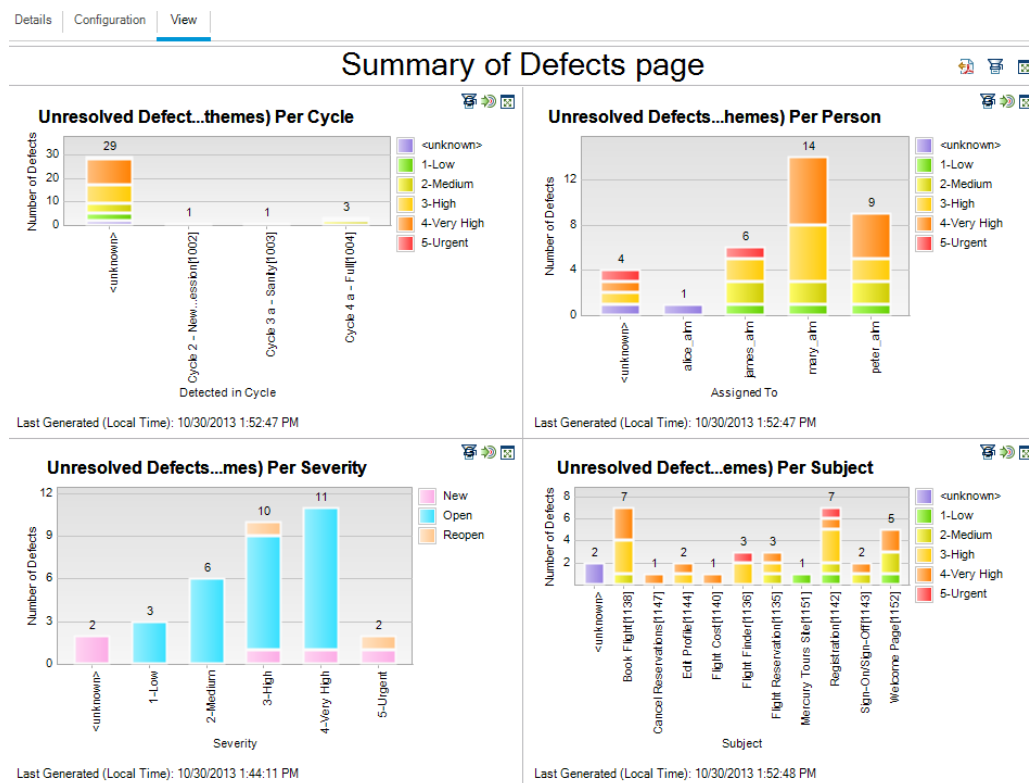 Details Configuration View
Summary of Defects page
Unresolved Defect...themes) Per Cycle
Number of Defects
30
20
10
0
29
1
1
3
<unknown>
Cycle 2 - New...ession[1002]
Cycle 3 a - Sanity[1003]
Cycle 4 a - Full[1004]
Detected in Cycle
<unknown>
1-Low
2-Medium
3-High
4-Very High
5-Urgent
Last Generated (Local Time): 10/30/2013 1:52:47 PM
Unresolved Defects...hemes) Per Person
Number of Defects
12
8
4
0
4
1
6
14
9
<unknown>
alice_alm
james_alm
mary_alm
peter_alm
Assigned To
<unknown>
1-Low
2-Medium
3-High
4-Very High
5-Urgent
Last Generated (Local Time): 10/30/2013 1:52:47 PM
Unresolved Defects...mes) Per Severity
Number of Defects
12
9
6
3
0
2
3
6
10
11
2
<unknown>
1-Low
2-Medium
3-High
4-Very High
5-Urgent
Severity
New
Open
Reopen
Last Generated (Local Time): 10/30/2013 1:44:11 PM
Unresolved Defect...emes) Per Subject
Number of Defects
8
6
4
2
2
7
1
2
1
3
3
1
7
2
5
<unknown>
Book Flight[1138]
Cancel Reservations[1147]
Edit Profile[1144]
Flight Cost[1140]
Flight Finder[1136]
Flight Reservation[1135]
Mercury Tours Site[1151]
Registration[1142]
Sign-On/Sign-Off[1143]
Welcome Page[1152]
Subject
<unknown>
1-Low
2-Medium
3-High
4-Very High
5-Urgent
Last Generated (Local Time): 10/30/2013 1:52:48 PM